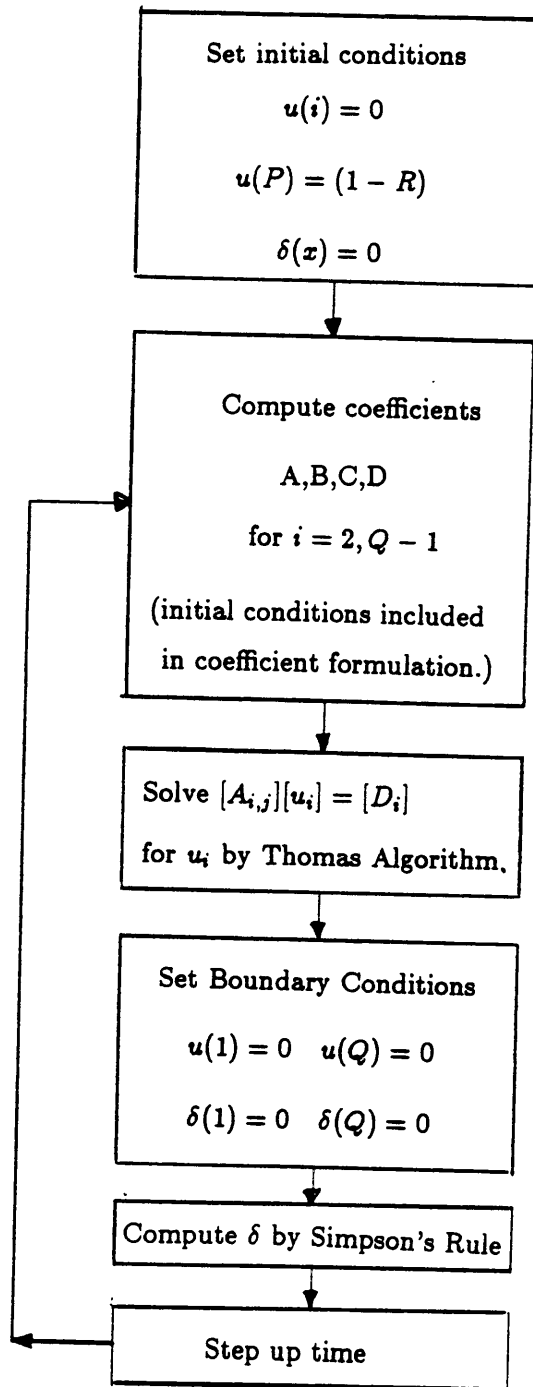 Set initial conditions
u(i) = 0
u(P) = (1 − R)
δ(x) = 0
Compute coefficients
A,B,C,D
for i = 2, Q − 1
(initial conditions included
in coefficient formulation.)
Solve [A_{i,j}][u_i] = [D_i]
for u_i by Thomas Algorithm.
Set Boundary Conditions
u(1) = 0 u(Q) = 0
δ(1) = 0 δ(Q) = 0
Compute δ by Simpson's Rule
Step up time